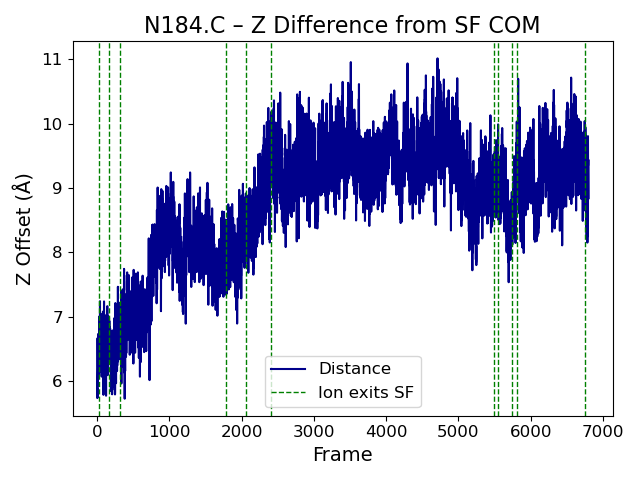 N184.C – Z Difference from SF COM
11
10
9
8
7
6
Z Offset (Å)
Distance
Ion exits SF
0 1000 2000 3000 4000 5000 6000 7000
Frame